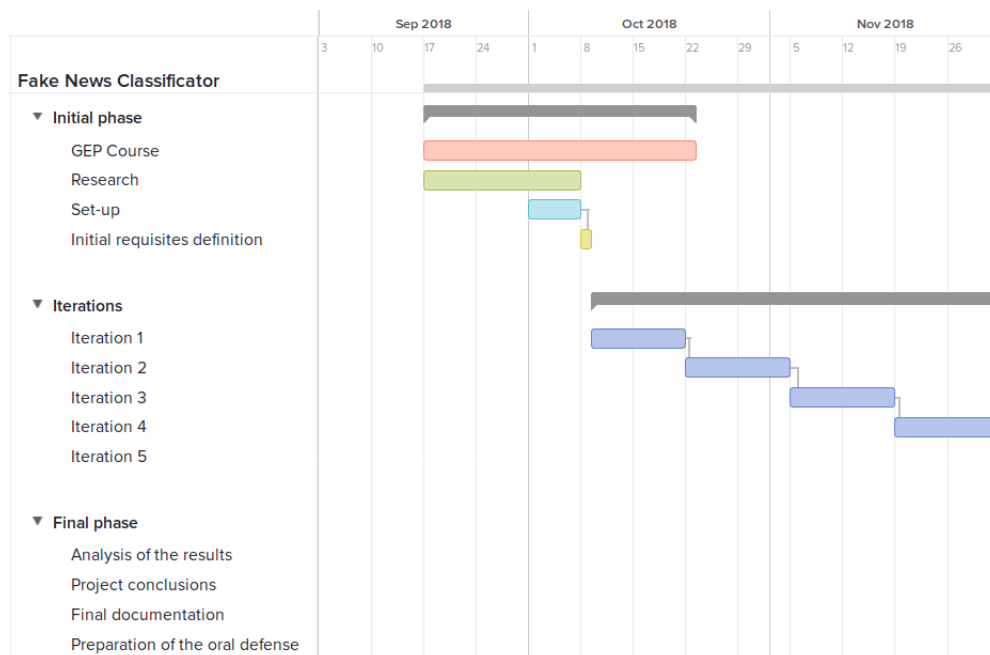 Sep 2018 Oct 2018 Nov 2018
3 10 17 24 1 8 15 22 29 5 12 19 26
Fake News Classificator
Initial phase
GEP Course
Research
Set-up
Initial requisites definition
Iterations
Iteration 1
Iteration 2
Iteration 3
Iteration 4
Iteration 5
Final phase
Analysis of the results
Project conclusions
Final documentation
Preparation of the oral defense